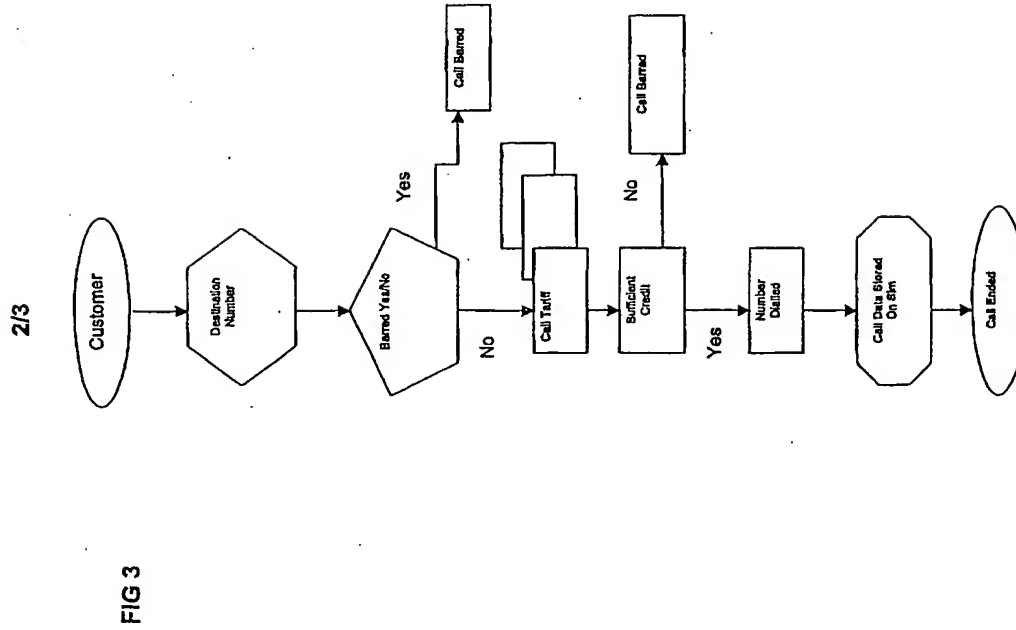 2/3
Customer
Destination
Number
Barred Yes/No
Yes
Call Barred
No
Call Tariff
Sufficient
Credit
No
Call Barred
Yes
Number
Dialled
Call Data Stored
On Sim
Call Ended
FIG 3